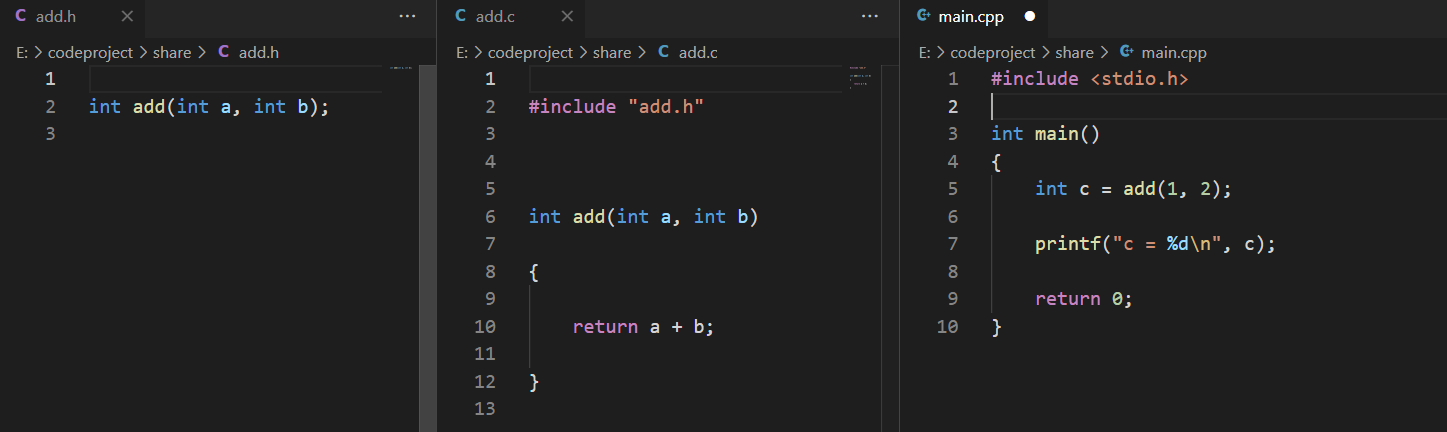 C add.h ×
E: > codeproject > share > C add.h
1
2 int add(int a, int b);
3
C add.c ×
E: > codeproject > share > C add.c
1
2 #include "add.h"
3
4
5
6 int add(int a, int b)
7
8 {
9
10 return a + b;
11
12 }
13
main.cpp
E: > codeproject > share > main.cpp
1 #include <stdio.h>
2
3 int main()
4 {
5 int c = add(1, 2);
6
7 printf("c = %d\n", c);
8
9 return 0;
10 }